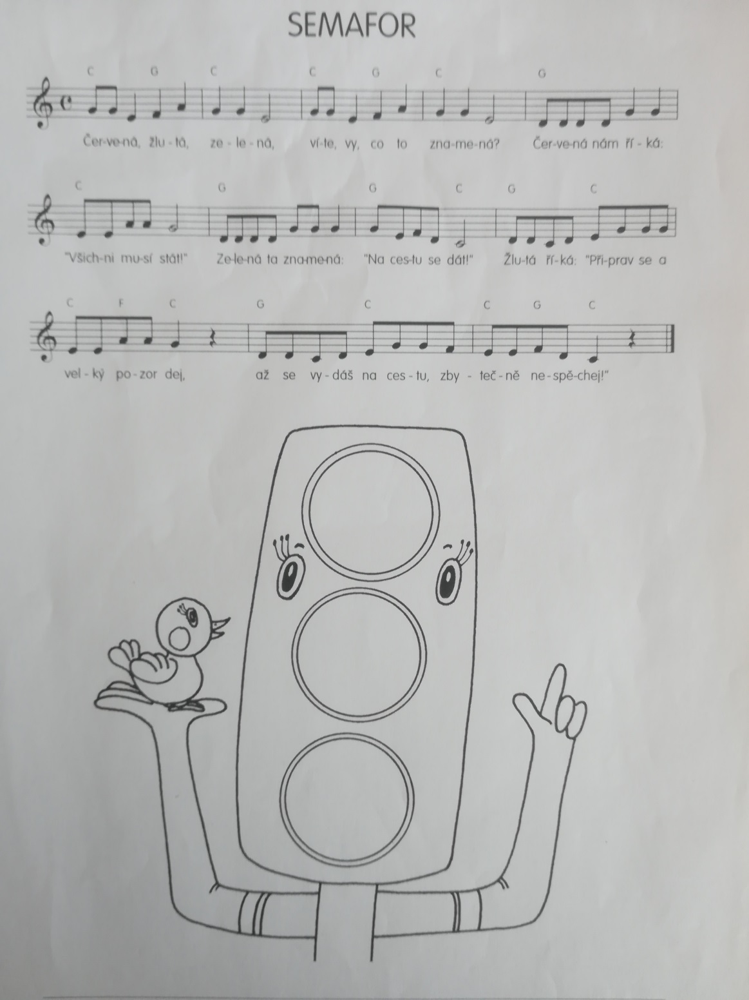 SEMAFOR
C G C C G C G
Čer-ve-ná, žlu-tá, ze-le-ná, ví-te, vy, co to zna-me-ná? Čer-ve-ná nám ří-ká:
C G G C G C
"Všich-ni mu-sí stát!" Ze-le-ná ta zna-me-ná: "Na ces-tu se dát!" Žlu-tá ří-ká: "Při-prav se a
C F C G C C G C
vel-ký po-zor dej, až se vy-dáš na ces-tu, zby-teč-ně ne-spě-chej!"